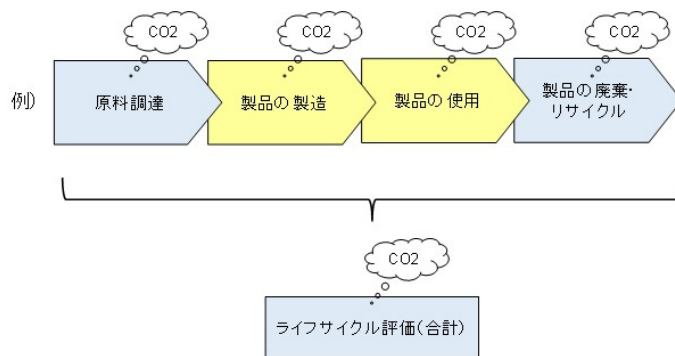 CO2
CO2
CO2
CO2
例)
原料調達
製品の製造
製品の使用
製品の廃棄・
リサイクル
CO2
ライフサイクル評価(合計)